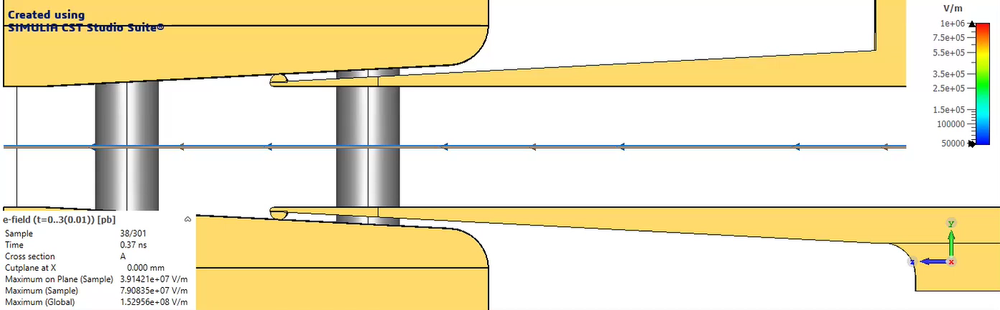 Created using
SIMULIA CST Studio Suite®
V/m
1e+06
7.5e+05
5.5e+05
3.5e+05
2.5e+05
1.5e+05
100000
50000
e-field (t=0..3(0.01)) [pb]
Sample 38/301
Time 0.37 ns
Cross section A
Cutplane at X 0.000 mm
Maximum on Plane (Sample) 3.91421e+07 V/m
Maximum (Sample) 7.90835e+07 V/m
Maximum (Global) 1.52956e+08 V/m
y
z
x